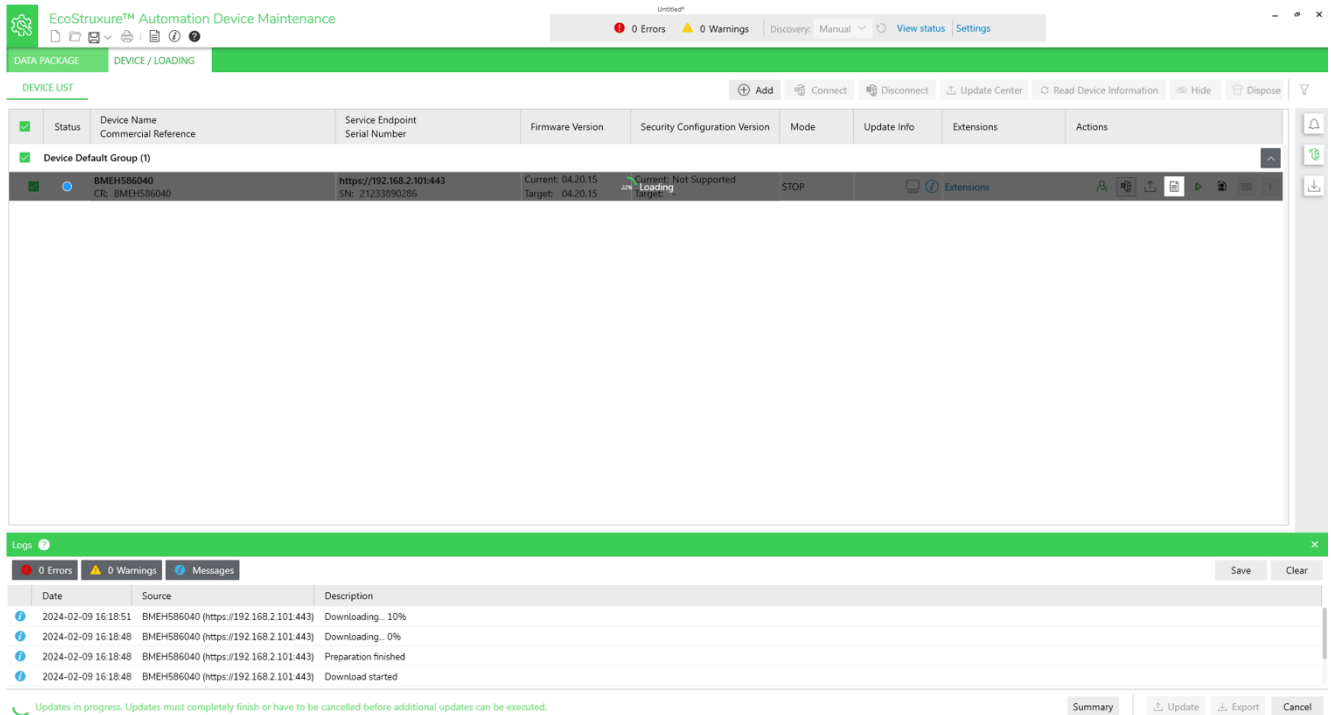 Untitled*
EcoStruxure™ Automation Device Maintenance
0 Errors 0 Warnings Discovery: Manual View status Settings
DATA PACKAGE DEVICE / LOADING
DEVICE LIST
Add Connect Disconnect Update Center Read Device Information Hide Dispose
Status Device Name Commercial Reference Service Endpoint Serial Number Firmware Version Security Configuration Version Mode Update Info Extensions Actions
Device Default Group (1)
BMEH586040 https://192.168.2.101:443 Current: 04.20.15 Current: Not Supported
22% Loading STOP Extensions
CR: BMEH586040 SN: 21233890286 Target: 04.20.15 Target: --
Logs
0 Errors 0 Warnings Messages Save Clear
Date Source Description
2024-02-09 16:18:51 BMEH586040 (https://192.168.2.101:443) Downloading... 10%
2024-02-09 16:18:48 BMEH586040 (https://192.168.2.101:443) Downloading... 0%
2024-02-09 16:18:48 BMEH586040 (https://192.168.2.101:443) Preparation finished
2024-02-09 16:18:48 BMEH586040 (https://192.168.2.101:443) Download started
Updates in progress. Updates must completely finish or have to be cancelled before additional updates can be executed.
Summary Update Export Cancel